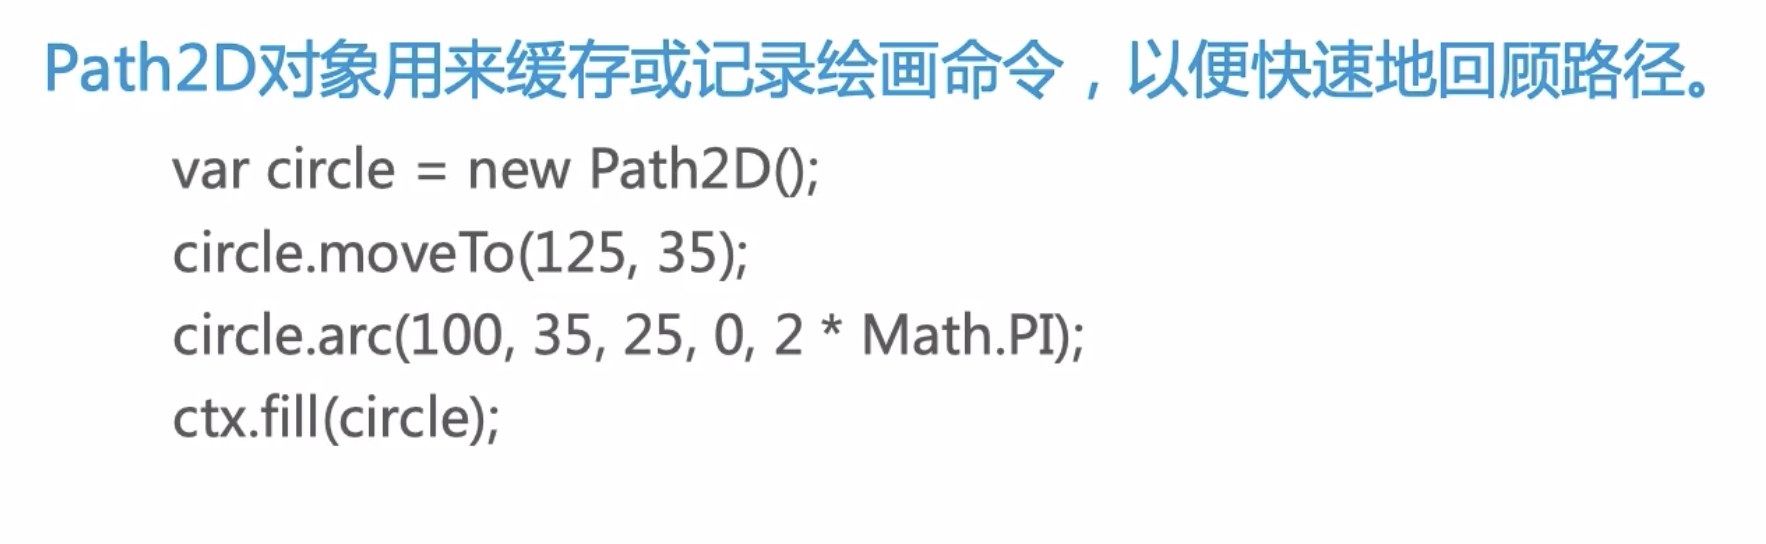 Path2D对象用来缓存或记录绘画命令，以便快速地回顾路径。
var circle = new Path2D();
circle.moveTo(125, 35);
circle.arc(100, 35, 25, 0, 2 * Math.PI);
ctx.fill(circle);